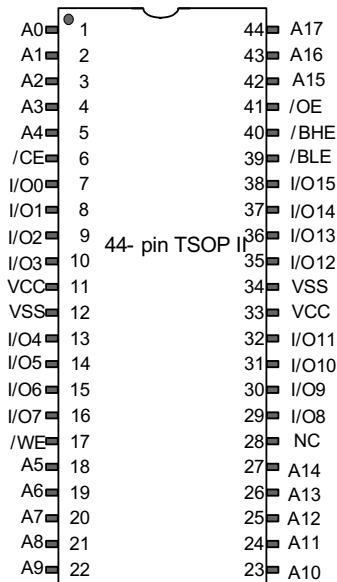 A0 1 44 A17
A1 2 43 A16
A2 3 42 A15
A3 4 41 /OE
A4 5 40 /BHE
/CE 6 39 /BLE
I/O0 7 38 I/O15
I/O1 8 37 I/O14
I/O2 9 44- pin TSOP II 36 I/O13
I/O3 10 35 I/O12
VCC 11 34 VSS
VSS 12 33 VCC
I/O4 13 32 I/O11
I/O5 14 31 I/O10
I/O6 15 30 I/O9
I/O7 16 29 I/O8
/WE 17 28 NC
A5 18 27 A14
A6 19 26 A13
A7 20 25 A12
A8 21 24 A11
A9 22 23 A10